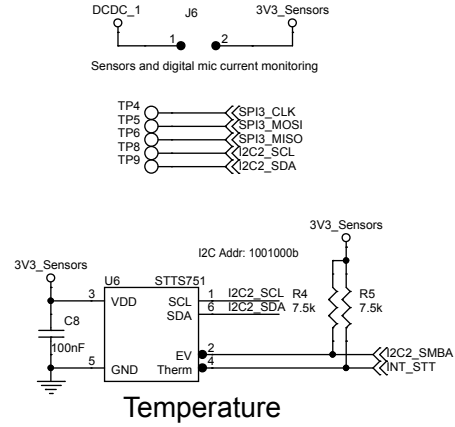 DCDC_1 J6 3V3_Sensors
1 2
Sensors and digital mic current monitoring
TP4 SPI3_CLK
TP5 SPI3_MOSI
TP6 SPI3_MISO
TP8 I2C2_SCL
TP9 I2C2_SDA
3V3_Sensors
I2C Addr: 1001000b
3V3_Sensors
U6 STTS751
3 VDD SCL 1 I2C2_SCL R4 R5
SDA 6 I2C2_SDA 7.5k 7.5k
C8
100nF
EV 2 I2C2_SMBA
5 GND Therm 4 INT_STT
Temperature